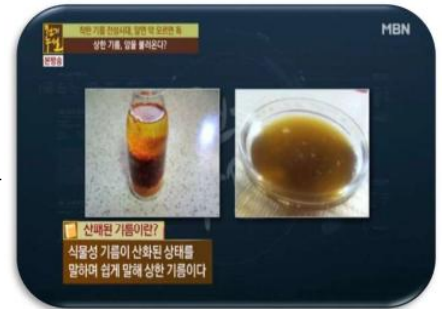 착한 기름 전성시대, 알면 약 모르면 독
MBN
상한 기름, 암을 불러온다?
본방송
산패된 기름이란?
식물성 기름이 산화된 상태를
말하며 쉽게 말해 상한 기름이다